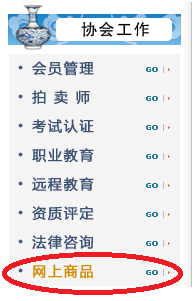 协会工作
会员管理 GO
拍 卖 师 GO
考试认证 GO
职业教育 GO
远程教育 GO
资质评定 GO
法律咨询 GO
网上商品 GO